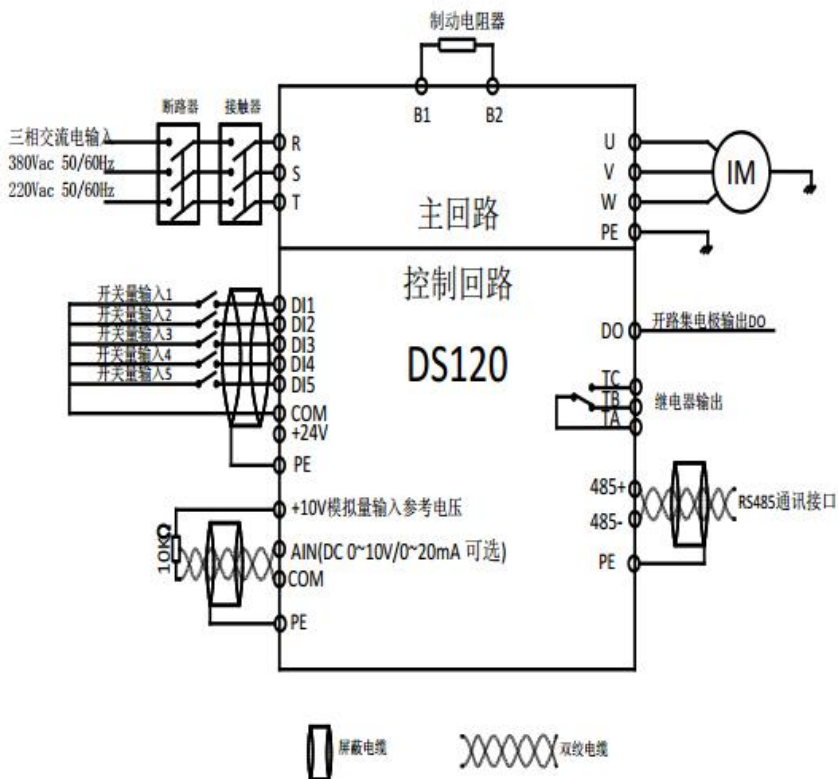 制动电阻器
B1
B2
断路器
接触器
三相交流电输入
380Vac 50/60Hz
220Vac 50/60Hz
R
S
T
U
V
W
PE
IM
主回路
控制回路
DS120
开关量输入1
开关量输入2
开关量输入3
开关量输入4
开关量输入5
DI1
DI2
DI3
DI4
DI5
COM
+24V
PE
DO
开路集电极输出DO
TC
TB
TA
继电器输出
+10V模拟量输入参考电压
10KΩ
AIN(DC 0~10V/0~20mA 可选)
COM
PE
485+
485-
PE
RS485通讯接口
屏蔽电缆
双绞电缆